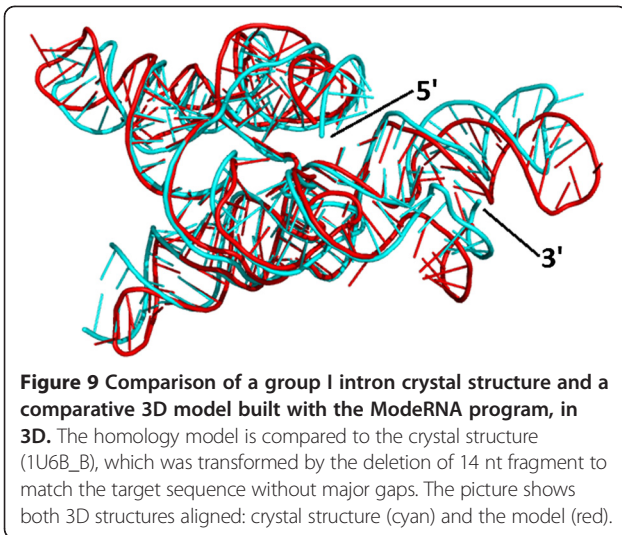 5'
3'
Figure 9 Comparison of a group I intron crystal structure and a
comparative 3D model built with the ModeRNA program, in
3D. The homology model is compared to the crystal structure
(1U6B_B), which was transformed by the deletion of 14 nt fragment to
match the target sequence without major gaps. The picture shows
both 3D structures aligned: crystal structure (cyan) and the model (red).